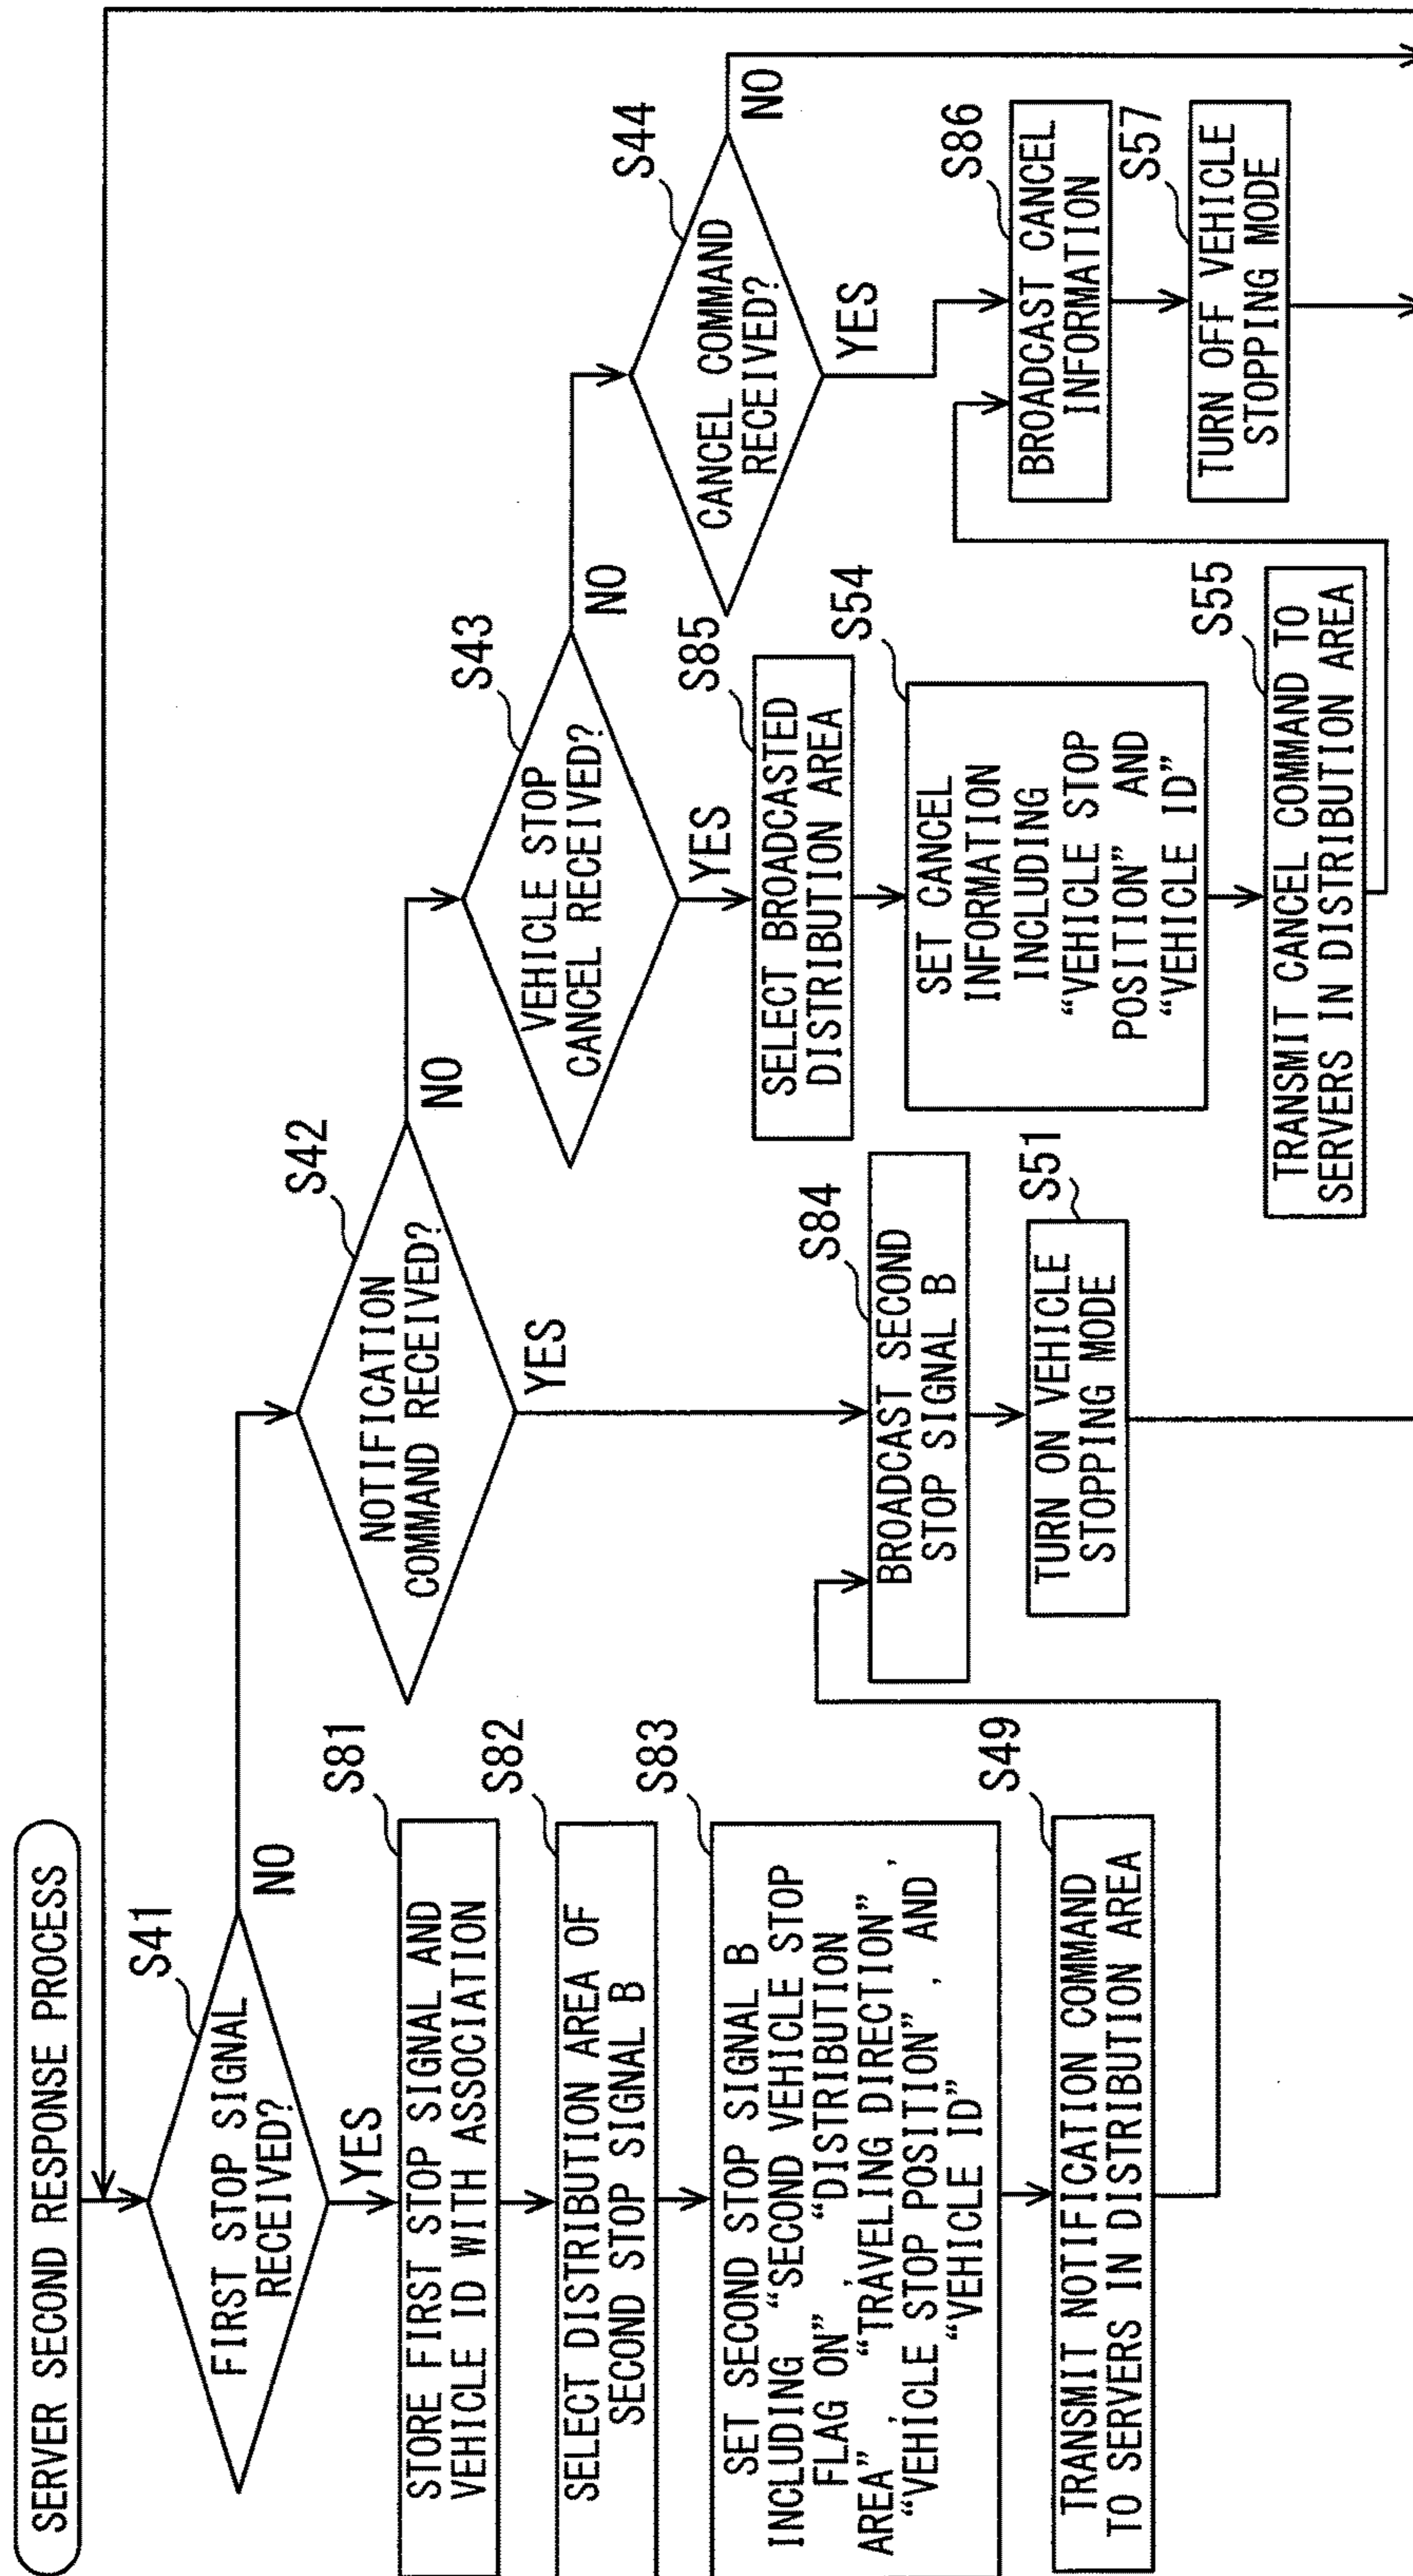 SERVER SECOND RESPONSE PROCESS
S41
FIRST STOP SIGNAL
RECEIVED?
NO
YES
S81
STORE FIRST STOP SIGNAL AND
VEHICLE ID WITH ASSOCIATION
S82
SELECT DISTRIBUTION AREA OF
SECOND STOP SIGNAL B
S83
SET SECOND STOP SIGNAL B
INCLUDING “SECOND VEHICLE STOP
FLAG ON”, “DISTRIBUTION
AREA”, “TRAVELING DIRECTION”,
“VEHICLE STOP POSITION”, AND
“VEHICLE ID”
S49
TRANSMIT NOTIFICATION COMMAND
TO SERVERS IN DISTRIBUTION AREA
S42
NOTIFICATION
COMMAND RECEIVED?
NO
YES
S84
BROADCAST SECOND
STOP SIGNAL B
S51
TURN ON VEHICLE
STOPPING MODE
S43
VEHICLE STOP
CANCEL RECEIVED?
NO
YES
S85
SELECT BROADCASTED
DISTRIBUTION AREA
S54
SET CANCEL
INFORMATION
INCLUDING
“VEHICLE STOP
POSITION” AND
“VEHICLE ID”
S55
TRANSMIT CANCEL COMMAND TO
SERVERS IN DISTRIBUTION AREA
S44
CANCEL COMMAND
RECEIVED?
NO
YES
S86
BROADCAST CANCEL
INFORMATION
S57
TURN OFF VEHICLE
STOPPING MODE